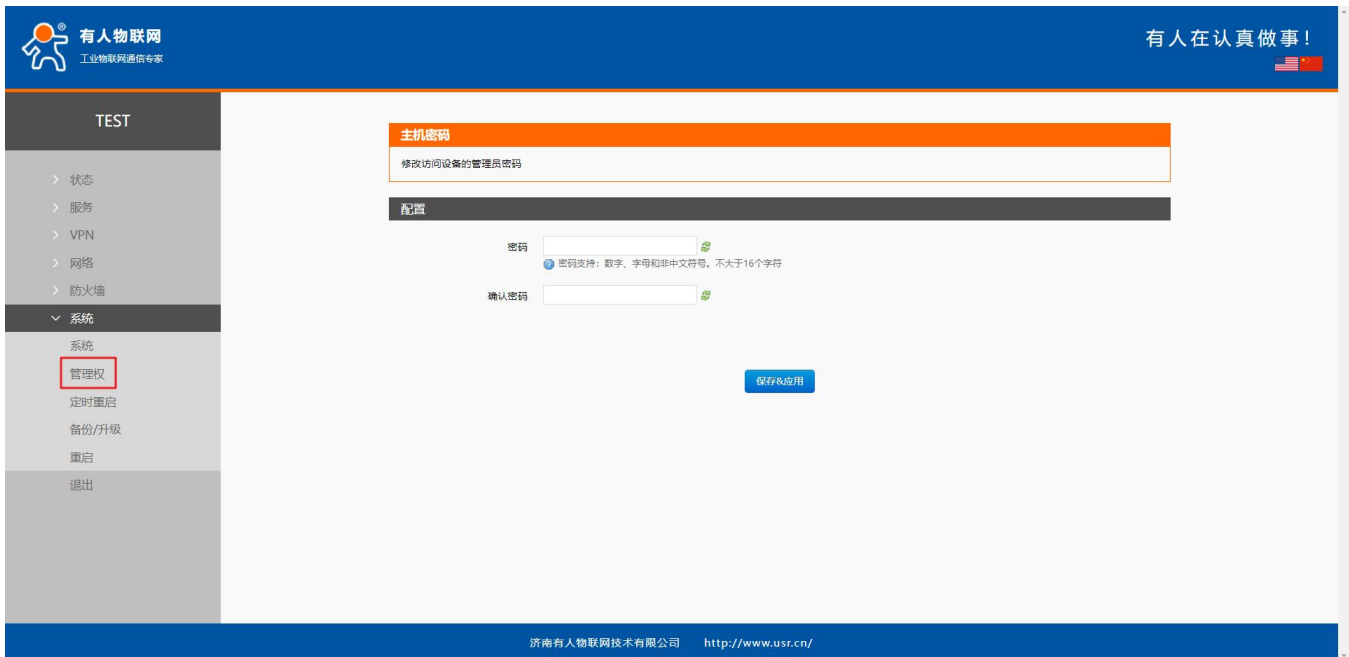 有人物联网
工业物联网通信专家
有人在认真做事!
TEST
状态
服务
VPN
网络
防火墙
系统
系统
管理权
定时重启
备份/升级
重启
退出
主机密码
修改访问设备的管理员密码
配置
密码
密码支持：数字、字母和非中文符号，不大于16个字符
确认密码
保存&应用
济南有人物联网技术有限公司 http://www.usr.cn/